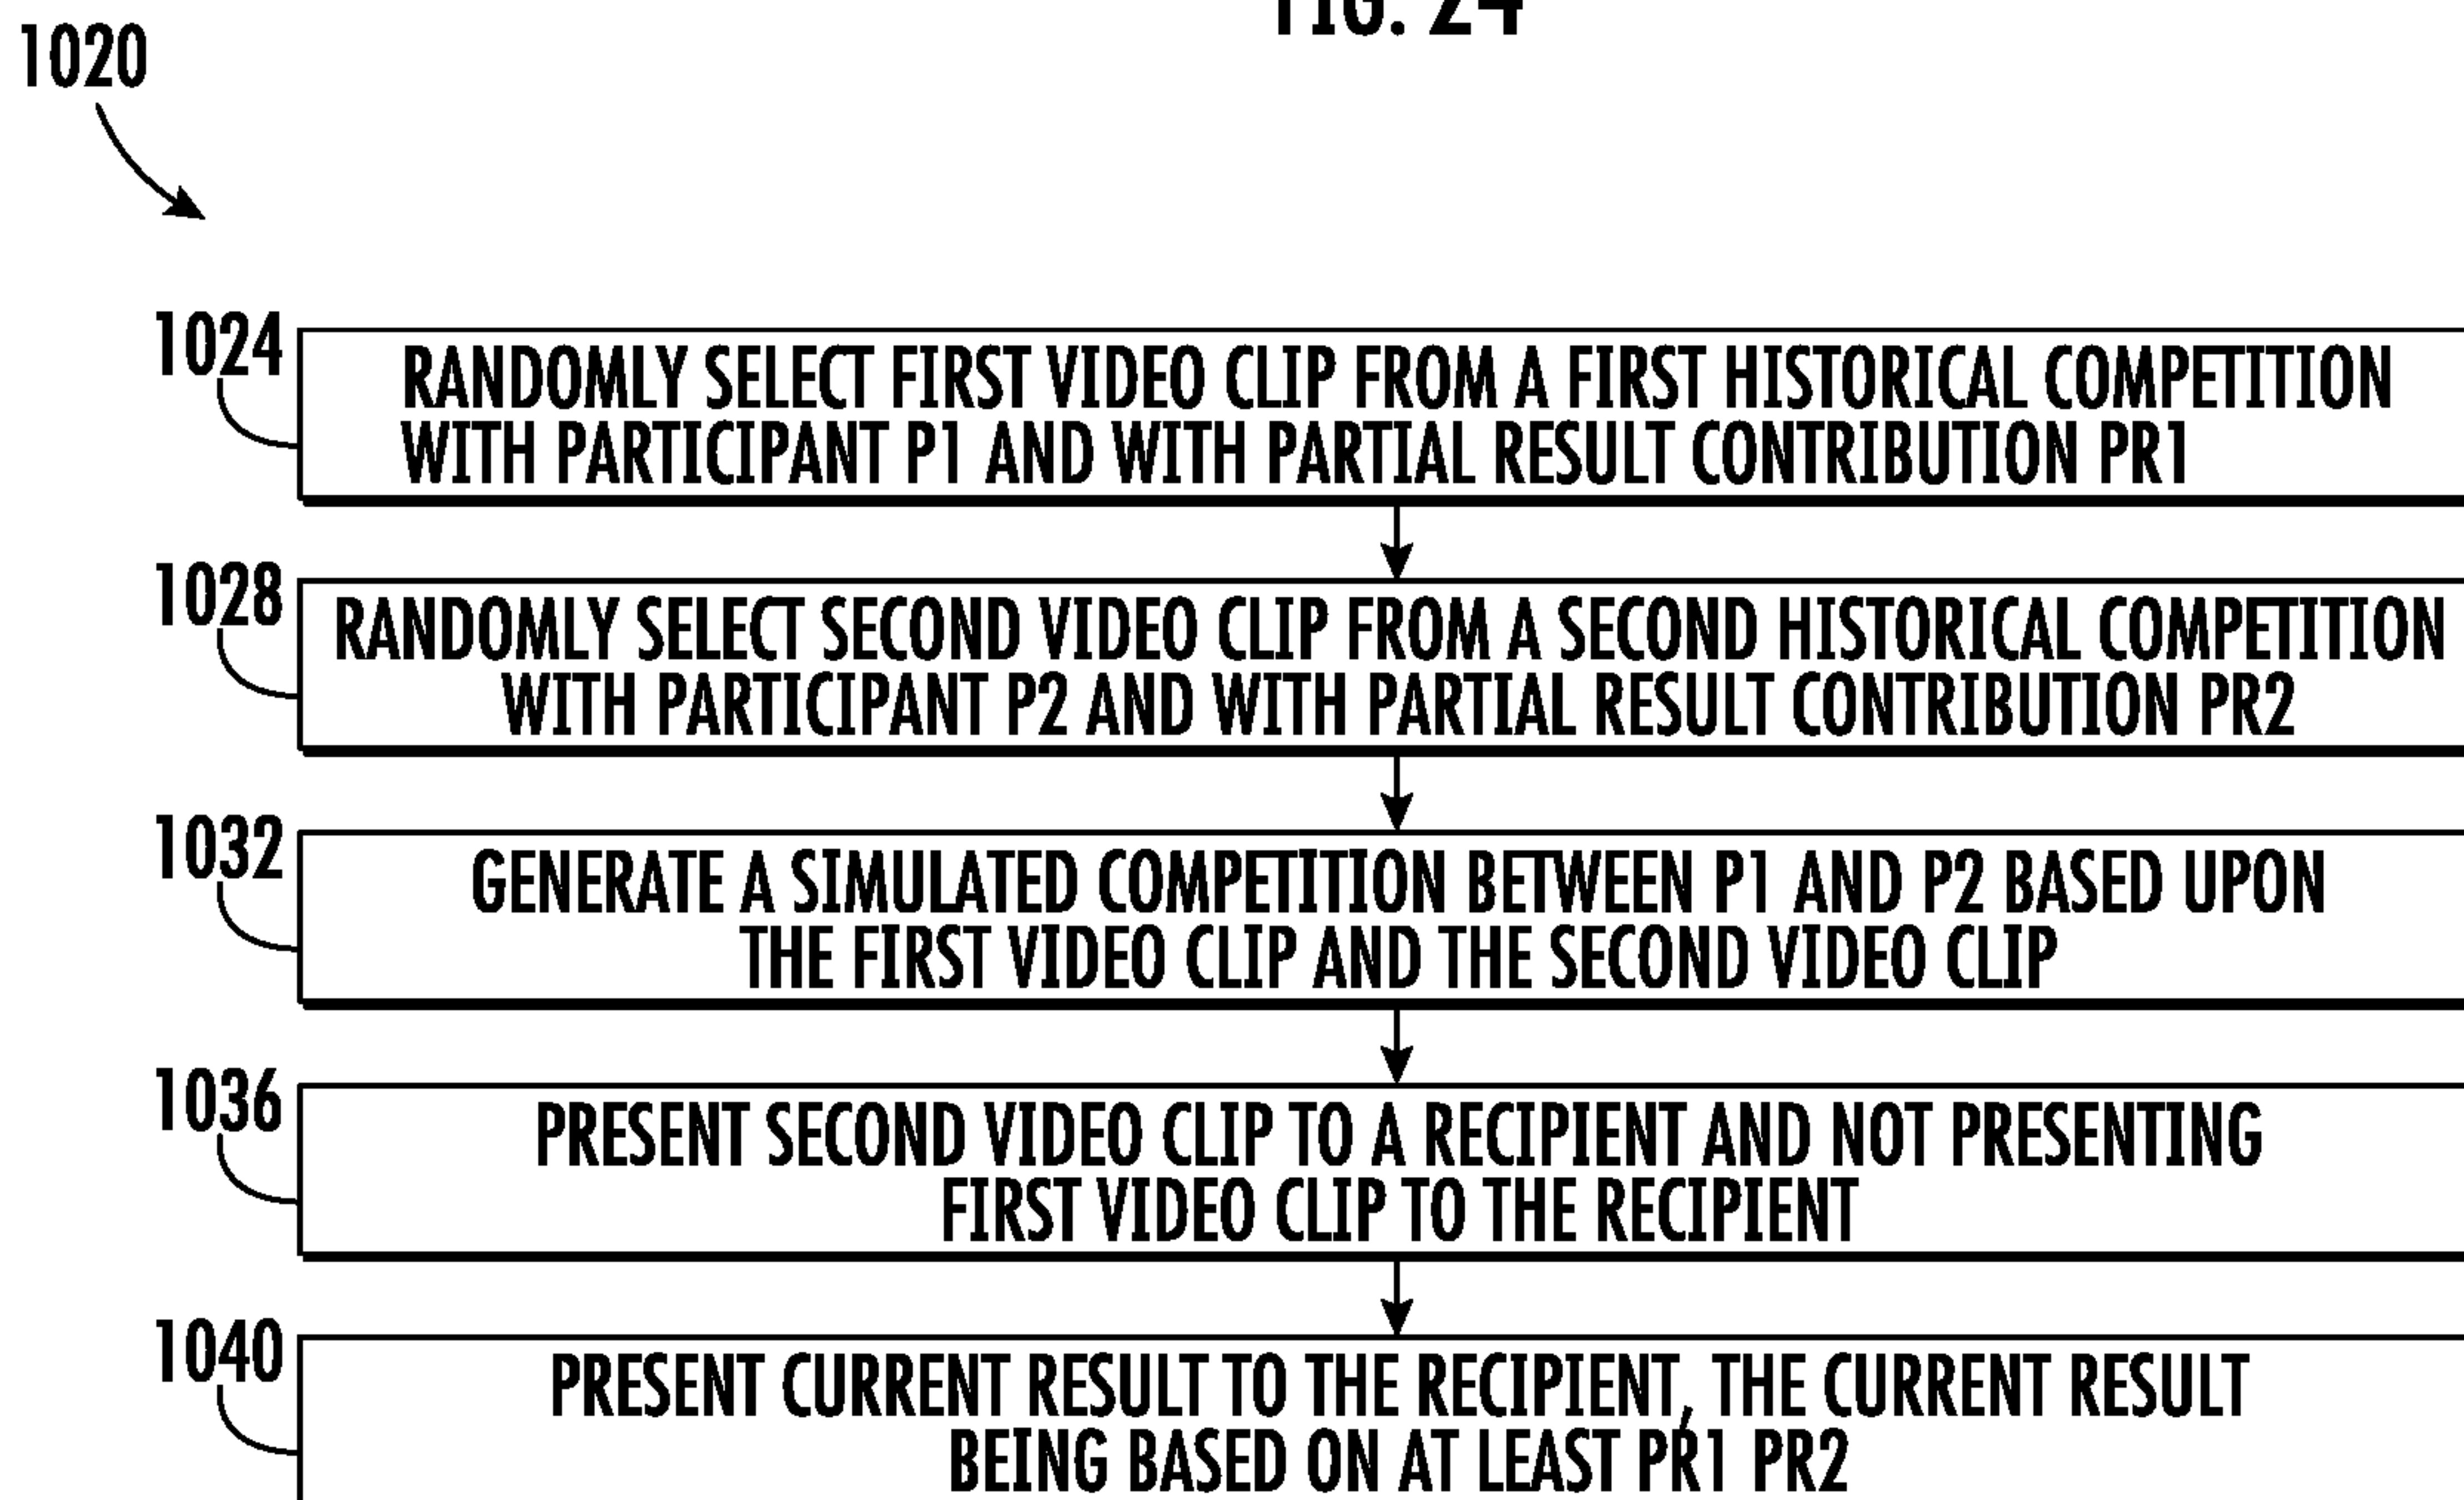 FIG. 24
1020
1024
RANDOMLY SELECT FIRST VIDEO CLIP FROM A FIRST HISTORICAL COMPETITION
WITH PARTICIPANT P1 AND WITH PARTIAL RESULT CONTRIBUTION PR1
1028
RANDOMLY SELECT SECOND VIDEO CLIP FROM A SECOND HISTORICAL COMPETITION
WITH PARTICIPANT P2 AND WITH PARTIAL RESULT CONTRIBUTION PR2
1032
GENERATE A SIMULATED COMPETITION BETWEEN P1 AND P2 BASED UPON
THE FIRST VIDEO CLIP AND THE SECOND VIDEO CLIP
1036
PRESENT SECOND VIDEO CLIP TO A RECIPIENT AND NOT PRESENTING
FIRST VIDEO CLIP TO THE RECIPIENT
1040
PRESENT CURRENT RESULT TO THE RECIPIENT, THE CURRENT RESULT
BEING BASED ON AT LEAST PR1 PR2